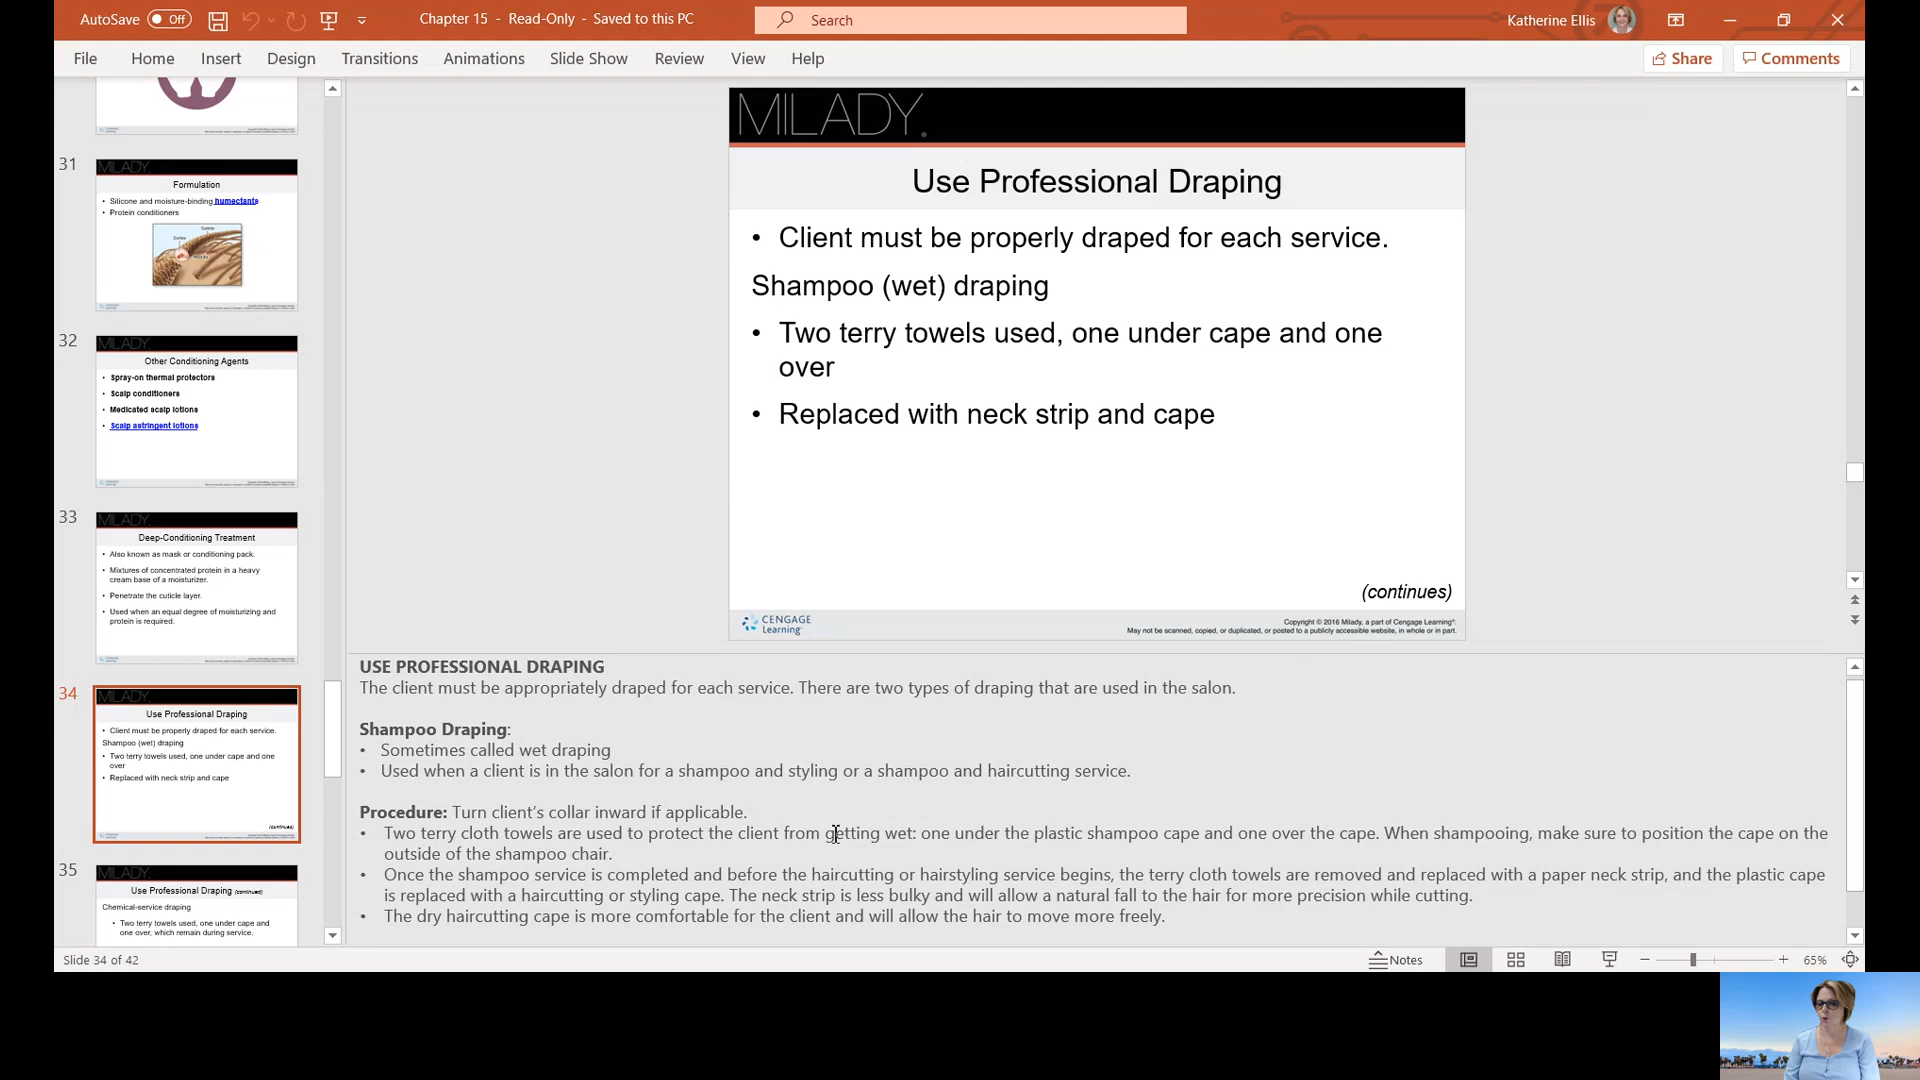 AutoSave Off
Chapter 15 - Read-Only - Saved to this PC
Search
Katherine Ellis
File Home Insert Design Transitions Animations Slide Show Review View Help
Share Comments
31
MILADY
Formulation
• Silicone and moisture-binding humectants
• Protein conditioners
Cortex
Cuticle
32
MILADY
Other Conditioning Agents
• Spray-on thermal protectors
• Scalp conditioners
• Medicated scalp lotions
• Scalp astringent lotions
33
MILADY
Deep-Conditioning Treatment
• Also known as mask or conditioning pack.
• Mixtures of concentrated protein in a heavy
cream base of a moisturizer.
• Penetrate the cuticle layer.
• Used when an equal degree of moisturizing and
protein is required.
34
MILADY
Use Professional Draping
• Client must be properly draped for each service.
Shampoo (wet) draping
• Two terry towels used, one under cape and one
over
• Replaced with neck strip and cape
(continues)
35
MILADY
Use Professional Draping (continued)
Chemical-service draping
• Two terry towels used, one under cape and
one over, which remain during service.
MILADY.
Use Professional Draping
• Client must be properly draped for each service.
Shampoo (wet) draping
• Two terry towels used, one under cape and one
over
• Replaced with neck strip and cape
(continues)
CENGAGE
Learning
Copyright © 2016 Milady, a part of Cengage Learning®.
May not be scanned, copied, or duplicated, or posted to a publicly accessible website, in whole or in part.
USE PROFESSIONAL DRAPING
The client must be appropriately draped for each service. There are two types of draping that are used in the salon.
Shampoo Draping:
• Sometimes called wet draping
• Used when a client is in the salon for a shampoo and styling or a shampoo and haircutting service.
Procedure: Turn client's collar inward if applicable.
• Two terry cloth towels are used to protect the client from getting wet: one under the plastic shampoo cape and one over the cape. When shampooing, make sure to position the cape on the
outside of the shampoo chair.
• Once the shampoo service is completed and before the haircutting or hairstyling service begins, the terry cloth towels are removed and replaced with a paper neck strip, and the plastic cape
is replaced with a haircutting or styling cape. The neck strip is less bulky and will allow a natural fall to the hair for more precision while cutting.
• The dry haircutting cape is more comfortable for the client and will allow the hair to move more freely.
Slide 34 of 42
Notes
65%